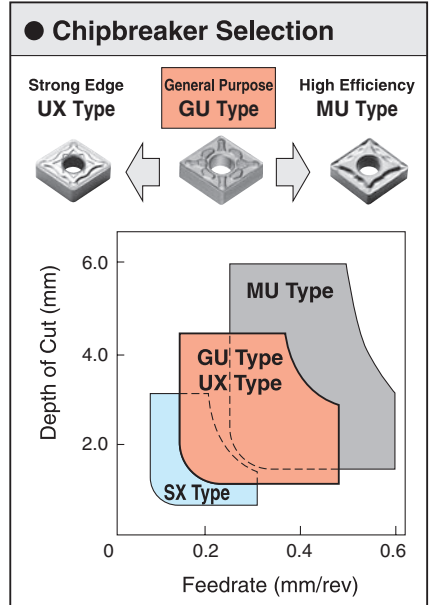 ● Chipbreaker Selection
Strong Edge
UX Type
General Purpose
GU Type
High Efficiency
MU Type
Depth of Cut (mm)
6.0
4.0
2.0
MU Type
GU Type
UX Type
SX Type
0
0.2
0.4
0.6
Feedrate (mm/rev)